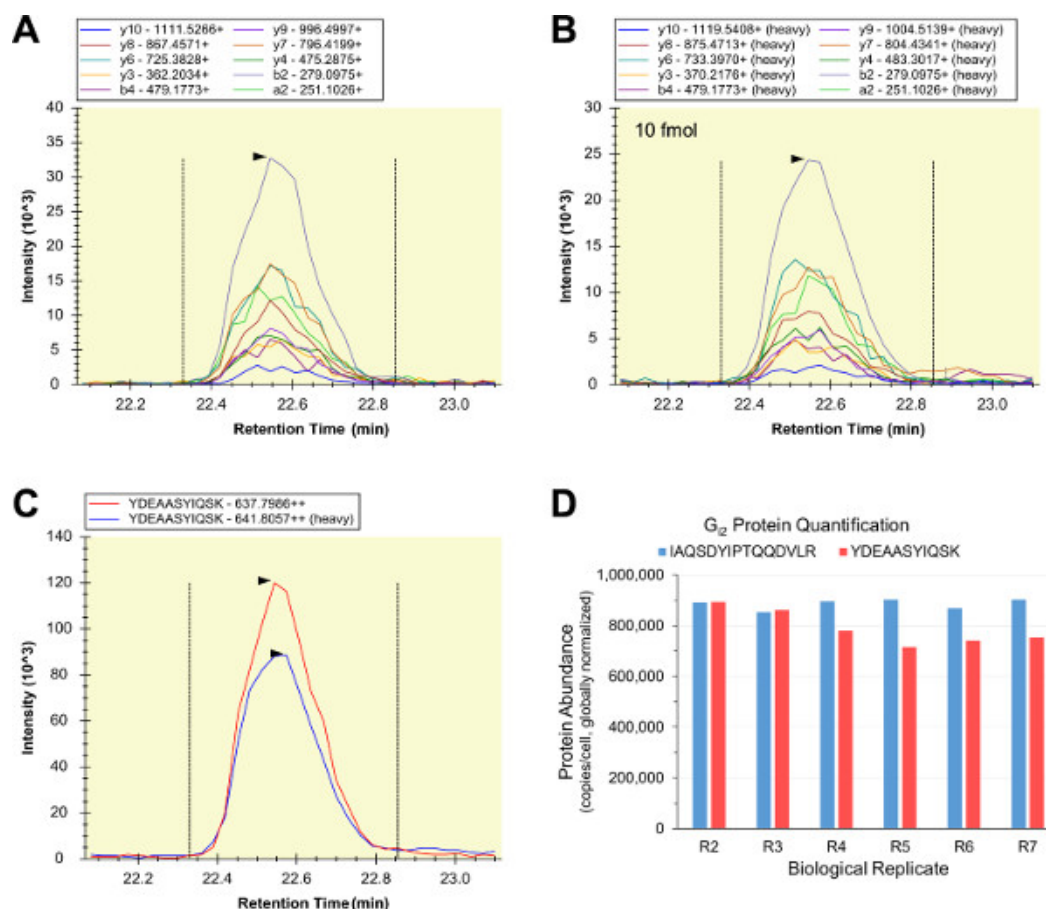 A
y10 - 1111.5266+ y9 - 996.4997+
y8 - 867.4571+ y7 - 796.4199+
y6 - 725.3828+ y4 - 475.2875+
y3 - 362.2034+ b2 - 279.0975+
b4 - 479.1773+ a2 - 251.1026+
40
35
30
25
20
15
10
5
0
Intensity (10^3)
22.2 22.4 22.6 22.8 23.0
Retention Time (min)
B
y10 - 1119.5408+ (heavy) y9 - 1004.5139+ (heavy)
y8 - 875.4713+ (heavy) y7 - 804.4341+ (heavy)
y6 - 733.3970+ (heavy) y4 - 483.3017+ (heavy)
y3 - 370.2176+ (heavy) b2 - 279.0975+ (heavy)
b4 - 479.1773+ (heavy) a2 - 251.1026+ (heavy)
10 fmol
30
25
20
15
10
5
0
Intensity (10^3)
22.2 22.4 22.6 22.8 23.0
Retention Time (min)
C
YDEAASYIQSK - 637.7986++
YDEAASYIQSK - 641.8057++ (heavy)
140
120
100
80
60
40
20
0
Intensity (10^3)
22.2 22.4 22.6 22.8 23.0
Retention Time (min)
D
Gi2 Protein Quantification
IAQSDYIPTQQDVLR YDEAASYIQSK
1,000,000
800,000
600,000
400,000
200,000
0
Protein Abundance
(copies/cell, globally normalized)
R2 R3 R4 R5 R6 R7
Biological Replicate